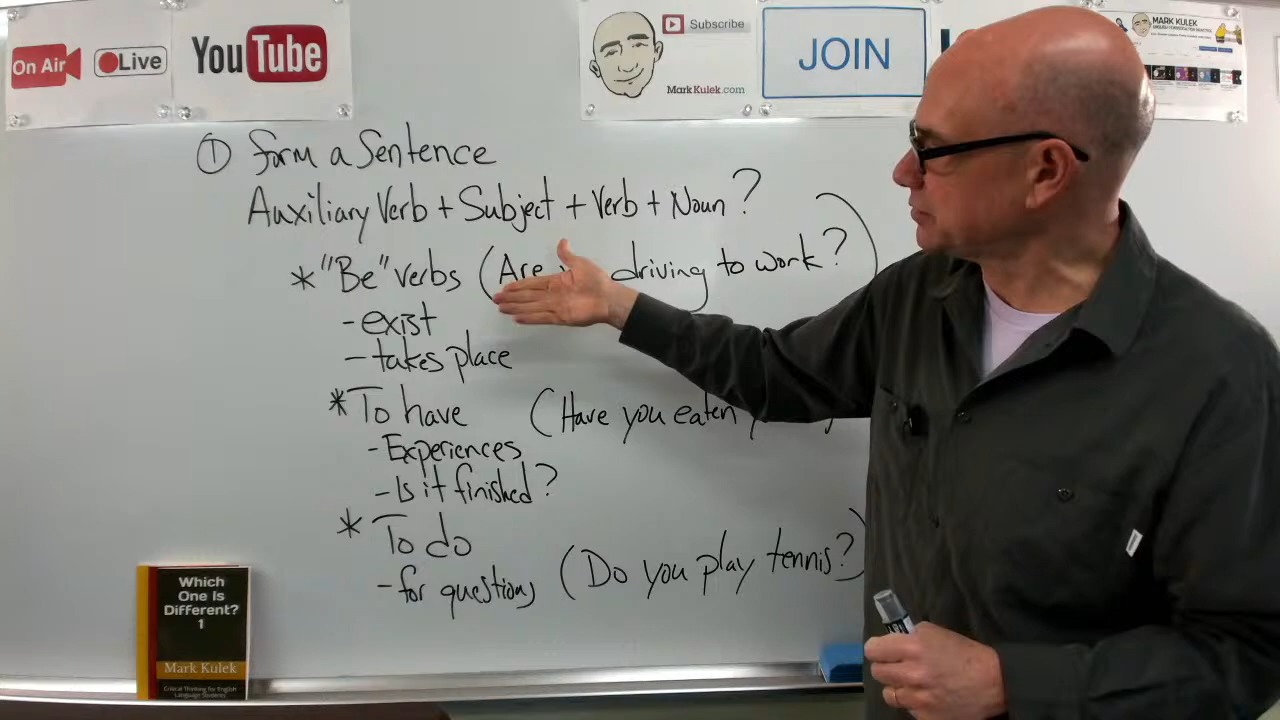 On Air
Live
YouTube
Subscribe
MarkKulek.com
JOIN
MARK KULEK
① Form a Sentence
Auxiliary Verb + Subject + Verb + Noun?
* "Be" verbs (Are driving to work?)
- exist
- takes place
* To have (Have you eaten
- Experiences
- Is it finished?
* To do
- for questions (Do you play tennis?)
Which
One Is
Different?
1
Mark Kulek
Critical Thinking for English
Language Students